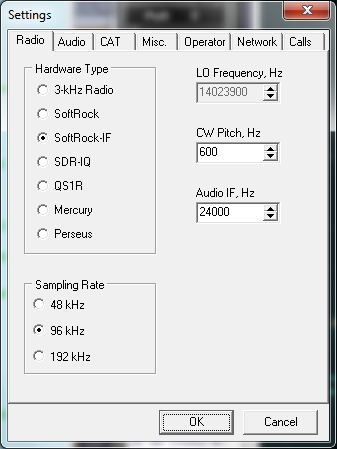 Settings
Radio Audio CAT Misc. Operator Network Calls
Hardware Type
3-kHz Radio
SoftRock
SoftRock-IF
SDR-IQ
QS1R
Mercury
Perseus
LO Frequency, Hz
14023900
CW Pitch, Hz
600
Audio IF, Hz
24000
Sampling Rate
48 kHz
96 kHz
192 kHz
OK Cancel